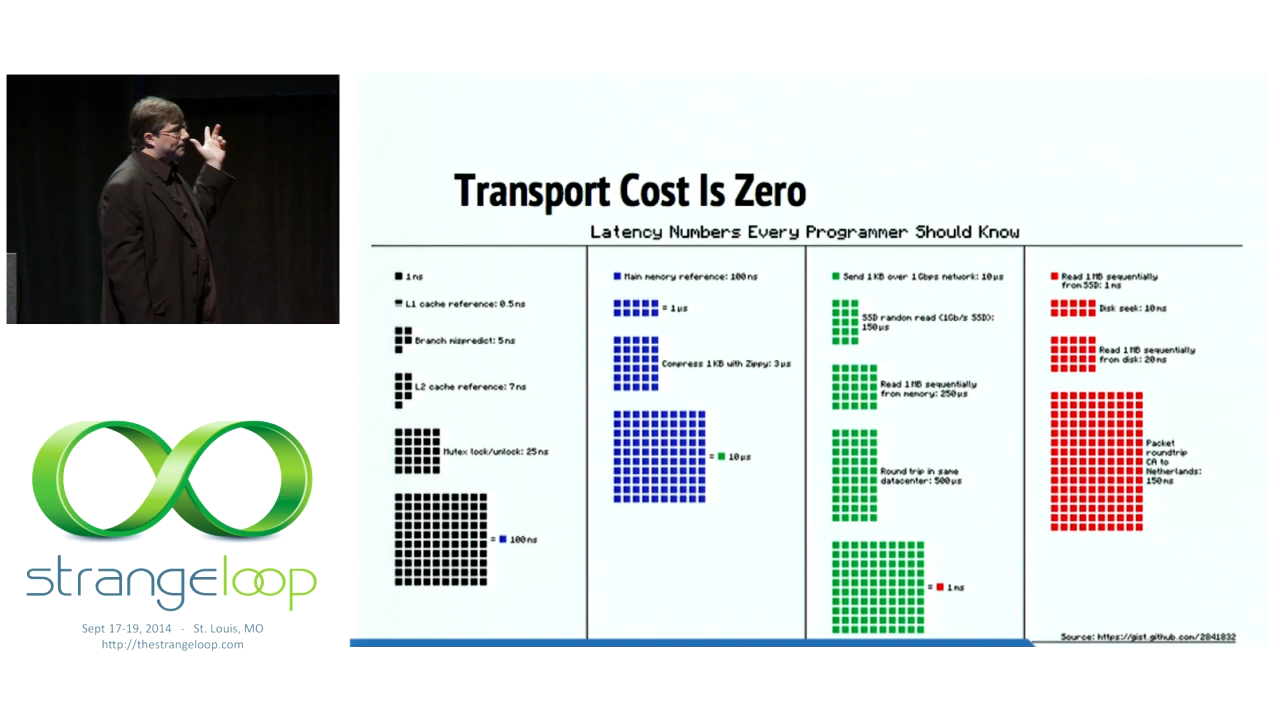 Transport Cost Is Zero
Latency Numbers Every Programmer Should Know
1 ns
L1 cache reference: 0.5 ns
Branch mispredict: 5 ns
L2 cache reference: 7 ns
Mutex lock/unlock: 25 ns
= 100 ns
Main memory reference: 100 ns
= 1 µs
Compress 1 KB with Zippy: 3 µs
= 10 µs
Send 1 KB over 1 Gbps network: 10 µs
SSD random read (1Gb/s SSD):
150 µs
Read 1 MB sequentially
from memory: 250 µs
Round trip in same
datacenter: 500 µs
= 1 ms
Read 1 MB sequentially
from SSD: 1 ms
Disk seek: 10 ms
Read 1 MB sequentially
from disk: 20 ms
Packet
roundtrip
CA to
Netherlands:
150 ms
Source: https://gist.github.com/2841832
strangeloop
Sept 17-19, 2014 - St. Louis, MO
http://thestrangeloop.com